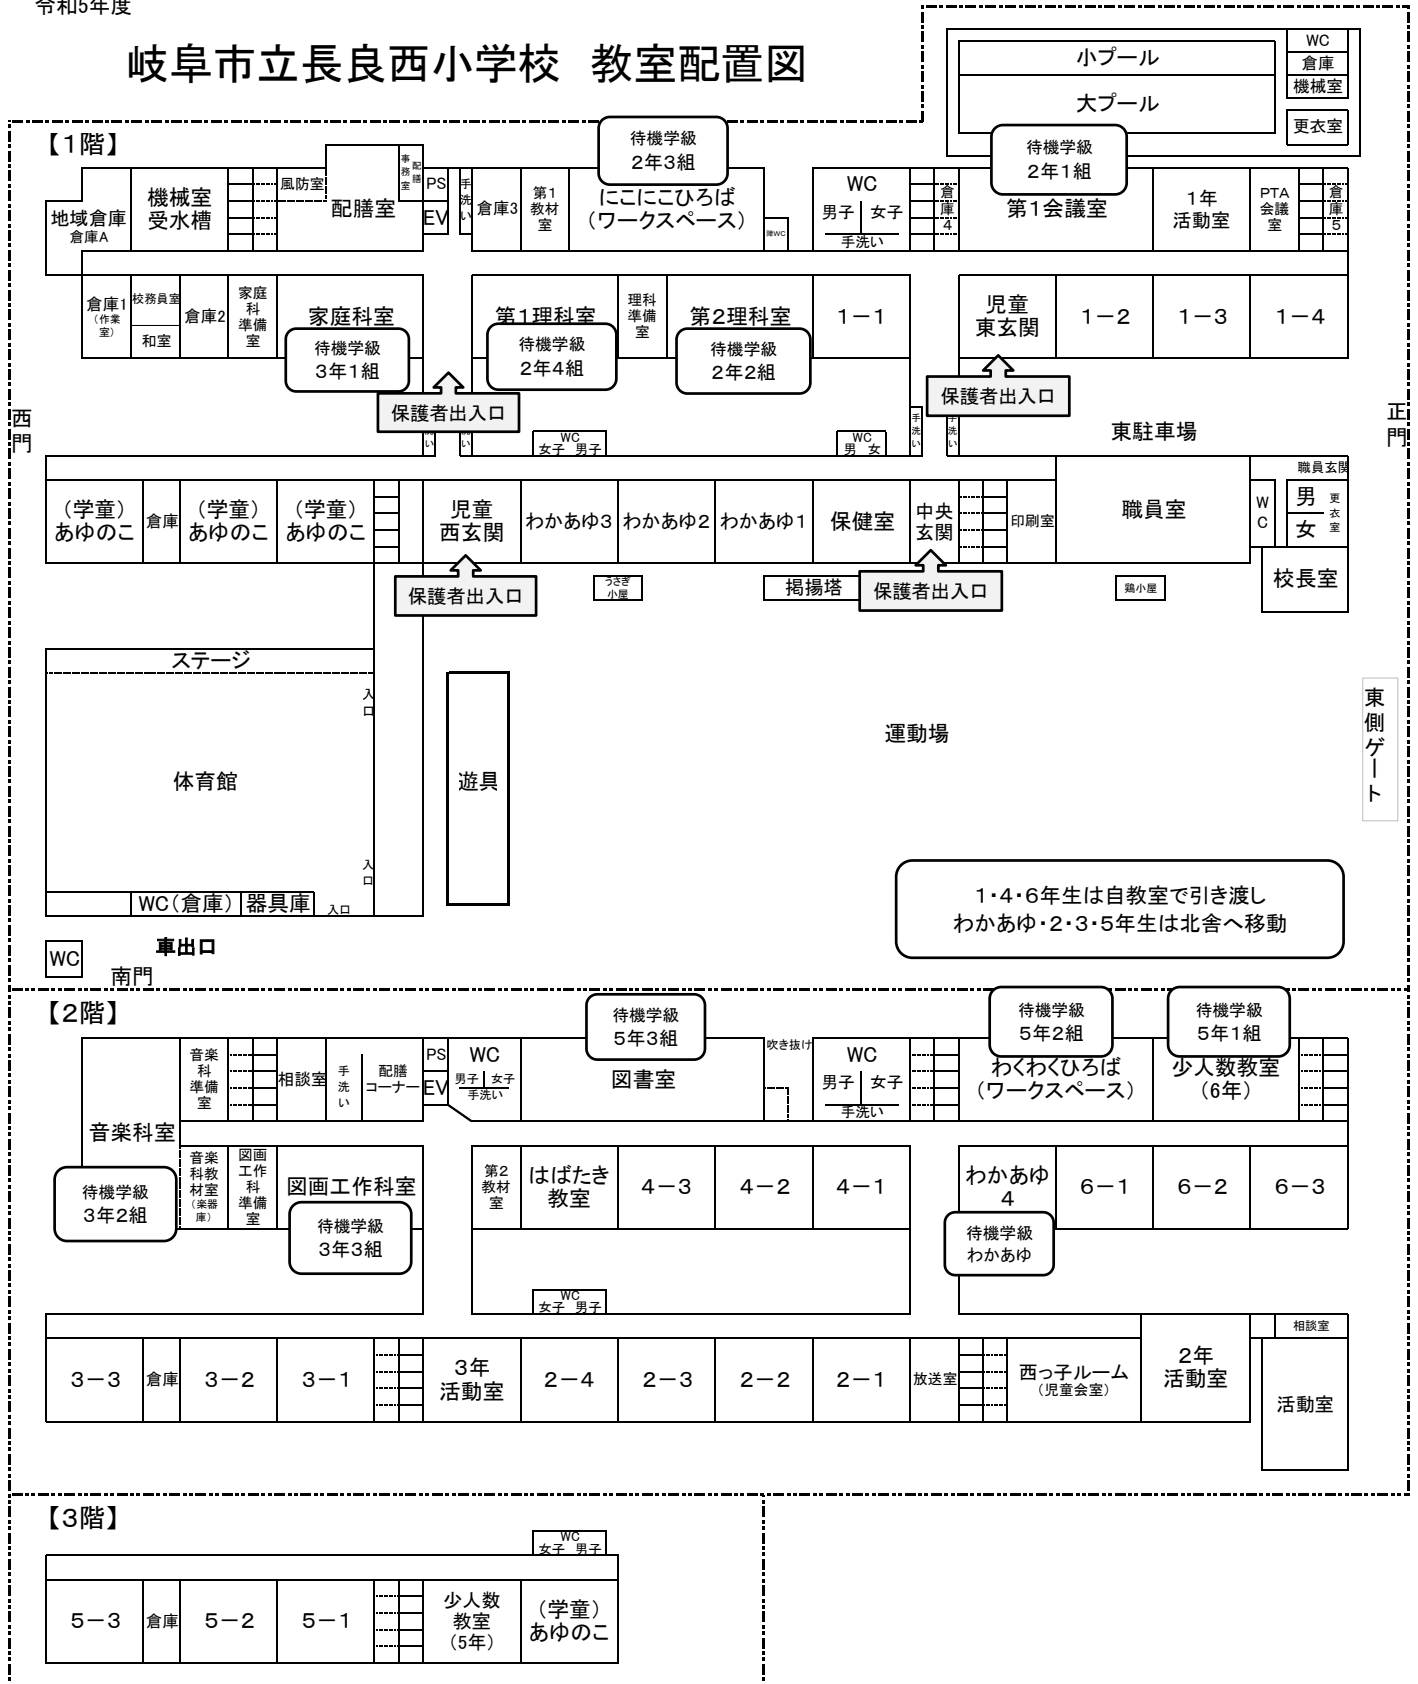 令和5年度
岐阜市立長良西小学校 教室配置図
小プール
大プール
WC
倉庫
機械室
更衣室
【1階】
待機学級
2年3組
待機学級
2年1組
地域倉庫
倉庫A
機械室
受水槽
風防室
配膳室
配膳
事務室
PS
EV
手洗い
倉庫3
第1
教材
室
にこにこひろば
(ワークスペース)
障WC
WC
男子 女子
手洗い
倉庫4
第1会議室
1年
活動室
PTA
会議
室
倉庫5
倉庫1
(作業
室)
校務員室
和室
倉庫2
家庭
科
準備
室
家庭科室
待機学級
3年1組
第1理科室
待機学級
2年4組
理科
準備
室
第2理科室
待機学級
2年2組
1-1
児童
東玄関
1-2
1-3
1-4
保護者出入口
保護者出入口
西門
正門
東駐車場
洗い
い
WC
女子 男子
WC
男 女
手洗い
手洗い
職員玄関
(学童)
あゆのこ
倉庫
(学童)
あゆのこ
(学童)
あゆのこ
児童
西玄関
わかあゆ3
わかあゆ2
わかあゆ1
保健室
中央
玄関
印刷室
職員室
WC
男
女
更衣室
校長室
保護者出入口
うさぎ
小屋
掲揚塔
保護者出入口
鶏小屋
ステージ
入口
体育館
入口
遊具
運動場
東側ゲート
WC(倉庫)
器具庫
入口
1・4・6年生は自教室で引き渡し
わかあゆ・2・3・5年生は北舎へ移動
WC
車出口
南門
【2階】
待機学級
5年3組
待機学級
5年2組
待機学級
5年1組
音楽科室
音楽
科
準備
室
相談室
手洗い
配膳
コーナー
PS
EV
WC
男子 女子
手洗い
図書室
吹き抜け
WC
男子 女子
手洗い
わくわくひろば
(ワークスペース)
少人数教室
(6年)
待機学級
3年2組
音楽
科教
材室
(楽器
庫)
図画
工作
科
準備
室
図画工作科室
待機学級
3年3組
第2
教材
室
はばたき
教室
4-3
4-2
4-1
わかあゆ
4
待機学級
わかあゆ
6-1
6-2
6-3
WC
女子 男子
相談室
3-3
倉庫
3-2
3-1
3年
活動室
2-4
2-3
2-2
2-1
放送室
西っ子ルーム
(児童会室)
2年
活動室
活動室
【3階】
WC
女子 男子
5-3
倉庫
5-2
5-1
少人数
教室
(5年)
(学童)
あゆのこ